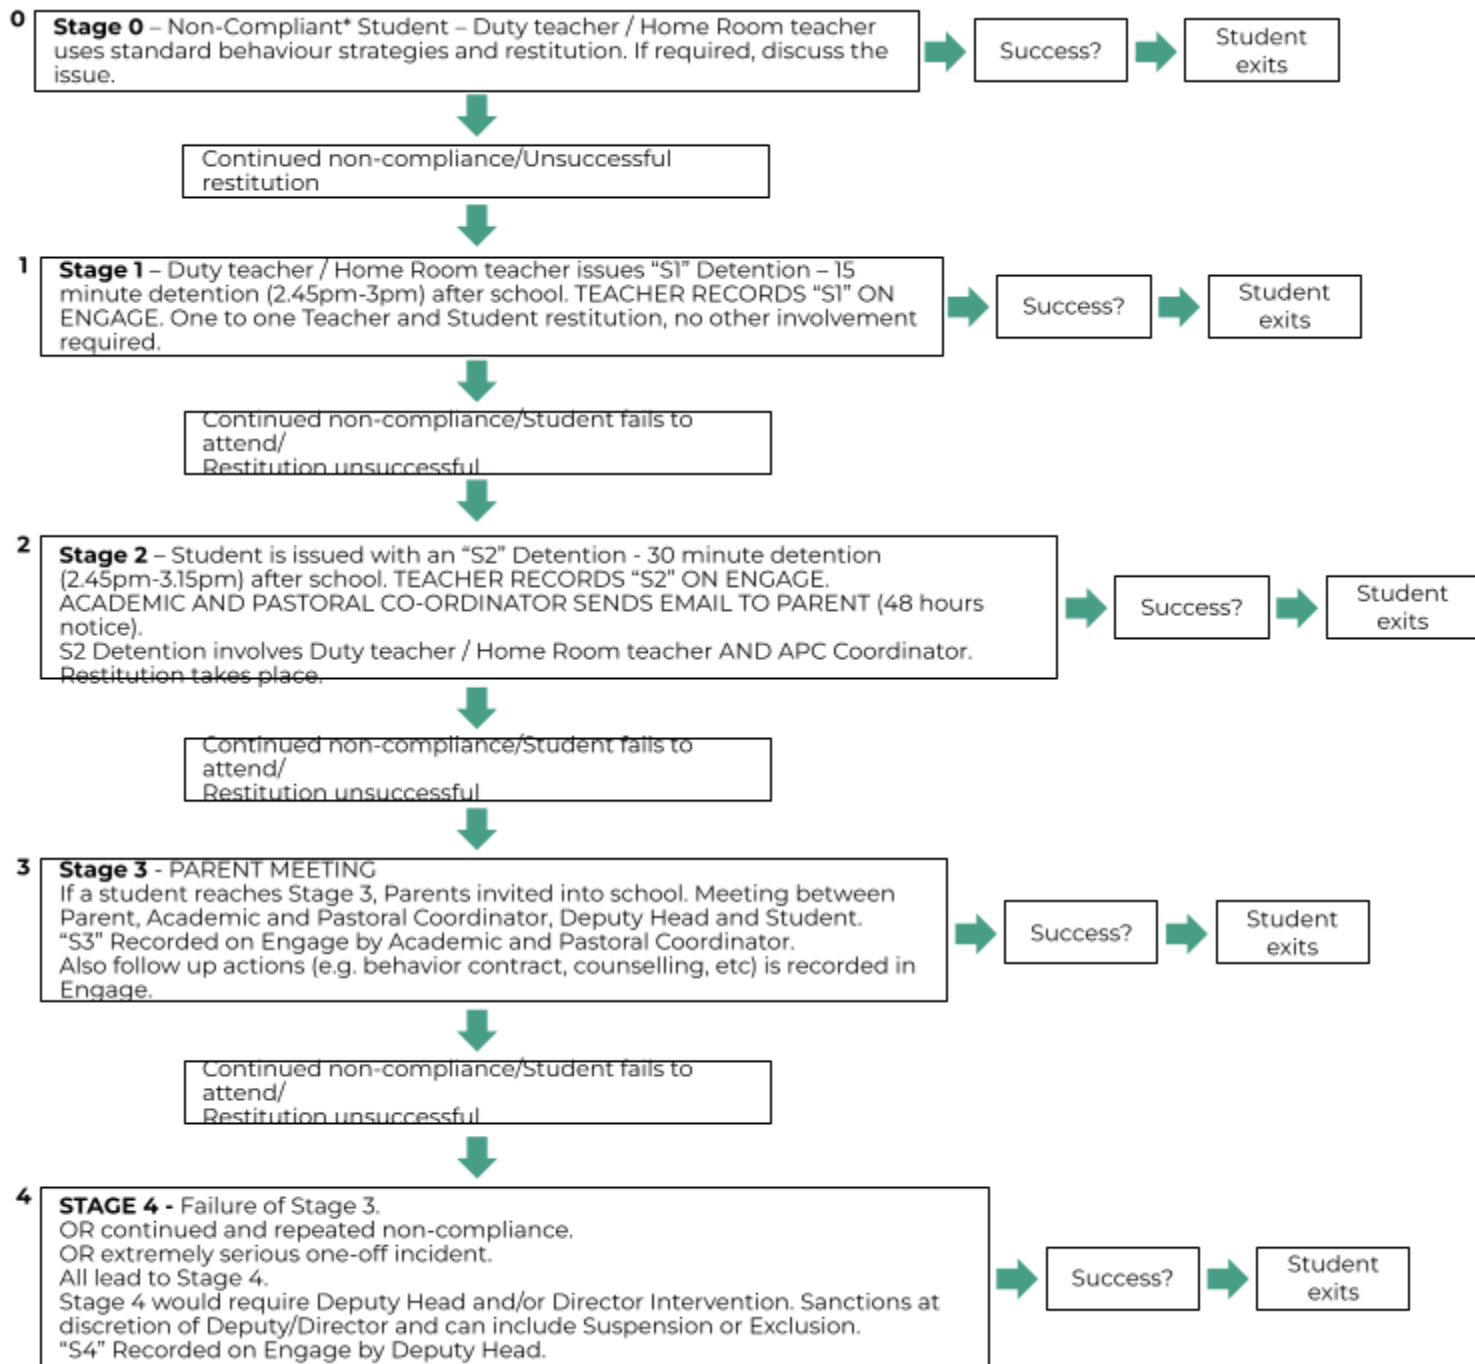 0
Stage 0 – Non-Compliant* Student – Duty teacher / Home Room teacher
uses standard behaviour strategies and restitution. If required, discuss the
issue.
Success?
Student
exits
Continued non-compliance/Unsuccessful
restitution
1
Stage 1 – Duty teacher / Home Room teacher issues “S1” Detention – 15
minute detention (2.45pm-3pm) after school. TEACHER RECORDS “S1” ON
ENGAGE. One to one Teacher and Student restitution, no other involvement
required.
Success?
Student
exits
Continued non-compliance/Student fails to
attend/
Restitution unsuccessful
2
Stage 2 – Student is issued with an “S2” Detention - 30 minute detention
(2.45pm-3.15pm) after school. TEACHER RECORDS “S2” ON ENGAGE.
ACADEMIC AND PASTORAL CO-ORDINATOR SENDS EMAIL TO PARENT (48 hours
notice).
S2 Detention involves Duty teacher / Home Room teacher AND APC Coordinator.
Restitution takes place.
Success?
Student
exits
Continued non-compliance/Student fails to
attend/
Restitution unsuccessful
3
Stage 3 - PARENT MEETING
If a student reaches Stage 3, Parents invited into school. Meeting between
Parent, Academic and Pastoral Coordinator, Deputy Head and Student.
“S3” Recorded on Engage by Academic and Pastoral Coordinator.
Also follow up actions (e.g. behavior contract, counselling, etc) is recorded in
Engage.
Success?
Student
exits
Continued non-compliance/Student fails to
attend/
Restitution unsuccessful
4
STAGE 4 - Failure of Stage 3.
OR continued and repeated non-compliance.
OR extremely serious one-off incident.
All lead to Stage 4.
Stage 4 would require Deputy Head and/or Director Intervention. Sanctions at
discretion of Deputy/Director and can include Suspension or Exclusion.
“S4” Recorded on Engage by Deputy Head.
Success?
Student
exits